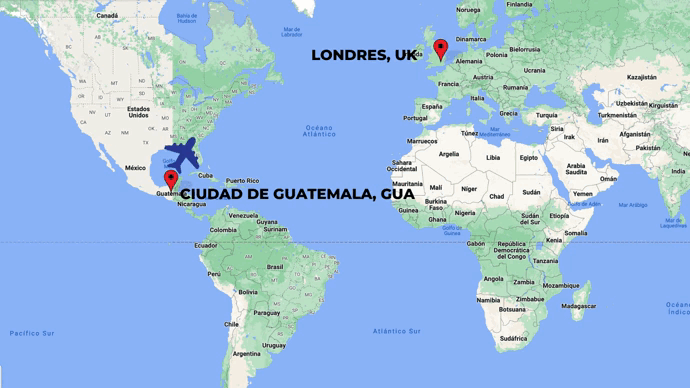 Noruega
Finlandia
Canadá
Bahía de
Hudson
Mar de
Labrador
Dinamarca
LONDRES, UK
Polonia
Bielorrusia
Alemania
Kazajistán
Austria
Ucrania
Francia
Rumanía
Estados
Unidos
Italia
Uzbekistán
Kirguistán
España
Grecia
Turquía
Turkmenistán
Portugal
Océano
Atlántico
Túnez
Mar
Mediterráneo
Siria
Afganistán
Marruecos
Irak
Irán
Pakistán
Argelia
Libia
Egipto
México
Cuba
Sáhara
Occidental
Arabia
Saudita
Omán
India
Puerto Rico
Mauritania
Malí
Níger
Sudán
Yemen
CIUDAD DE GUATEMALA, GUA
Chad
Nicaragua
Burkina
Faso
Golfo de Adén
Mar Arábigo
Guinea
Ghana
Nigeria
Sudán
del Sur
Etiopía
Mar de
Laquedivas
Venezuela
Guyana
Colombia
Surinam
Golfo de
Guinea
Somalia
Ecuador
Gabón
República
Democrática
del Congo
Kenia
Tanzania
Perú
Brasil
Angola
Zambia
Mozambique
Bolivia
Namibia
Zimbabue
Botsuana
Madagascar
Paraguay
Chile
Pacífico Sur
Atlántico Sur
Sudáfrica
Uruguay
Argentina